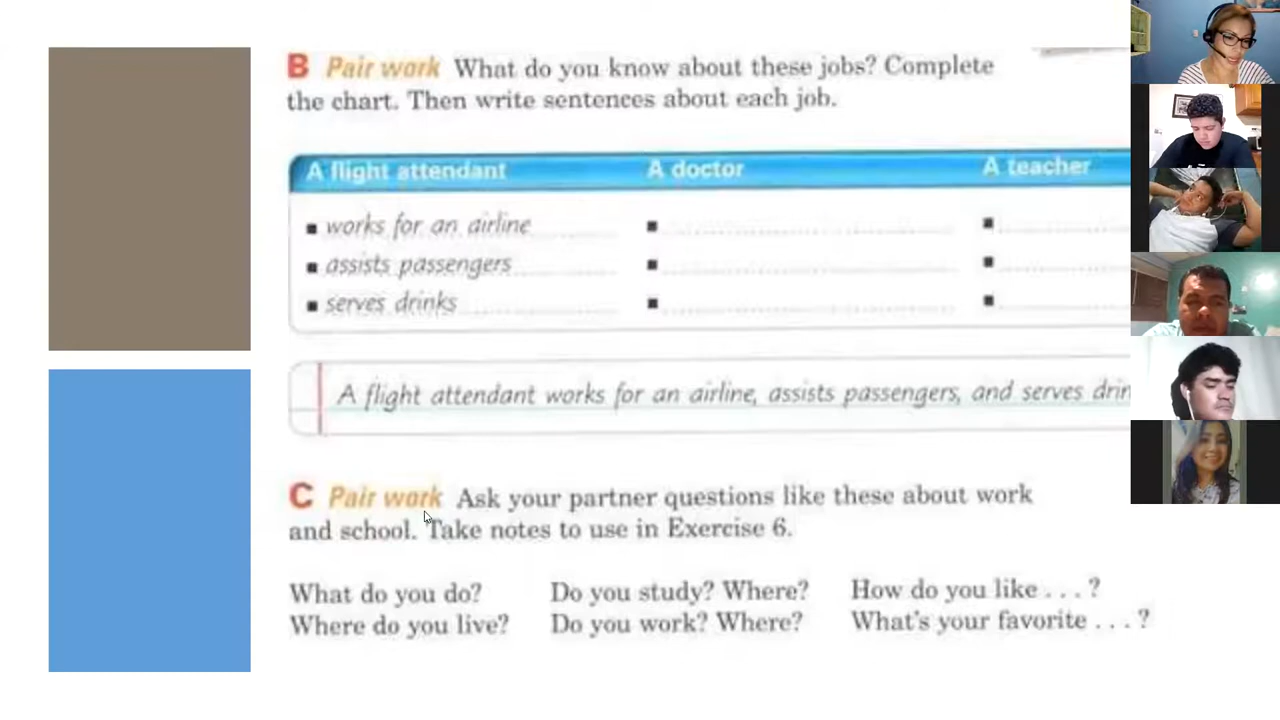 B Pair work What do you know about these jobs? Complete
the chart. Then write sentences about each job.
A flight attendant A doctor A teacher
works for an airline
assists passengers
serves drinks
A flight attendant works for an airline, assists passengers, and serves drin
C Pair work Ask your partner questions like these about work
and school. Take notes to use in Exercise 6.
What do you do? Do you study? Where? How do you like . . . ?
Where do you live? Do you work? Where? What's your favorite . . . ?